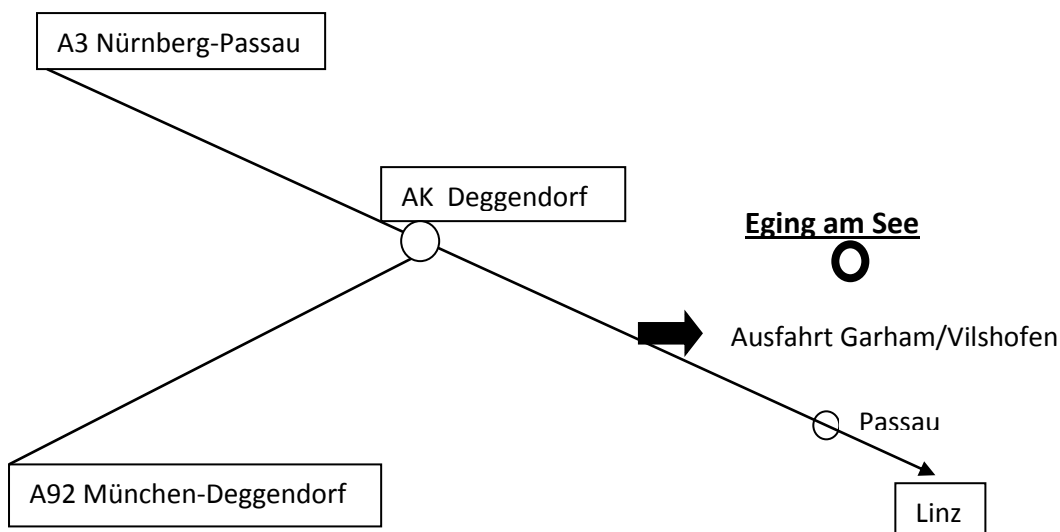 A3 Nürnberg-Passau
AK Deggendorf
Eging am See
Ausfahrt Garham/Vilshofen
Passau
A92 München-Deggendorf
Linz